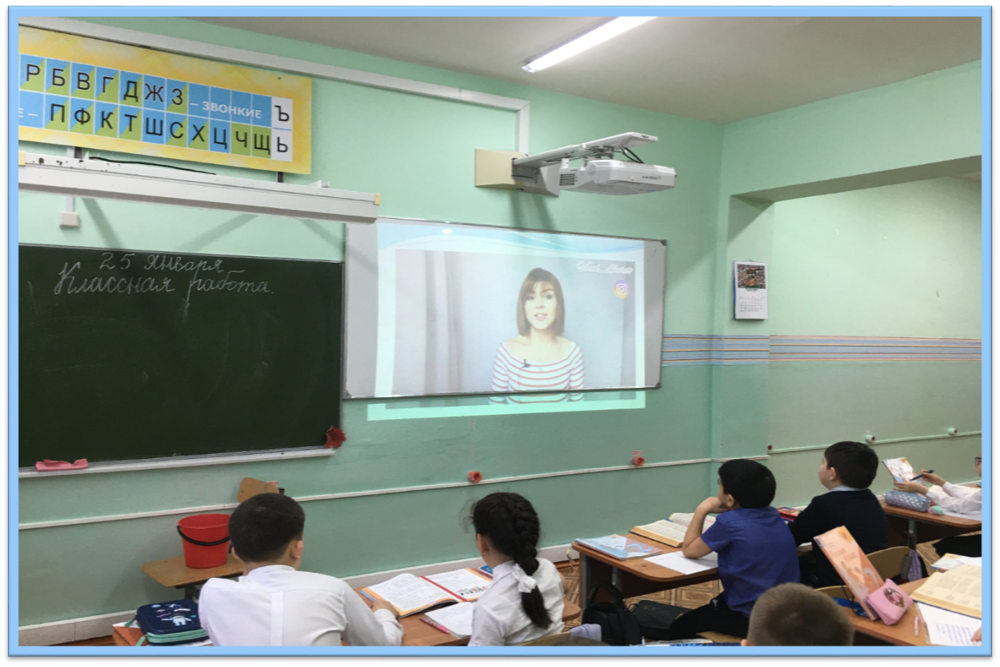 Р Б В Г Д Ж З – ЗВОНКИЕ Ъ
Е – П Ф К Т Ш С Х Ц Ч Щ Ь
25 января
Классная работа.